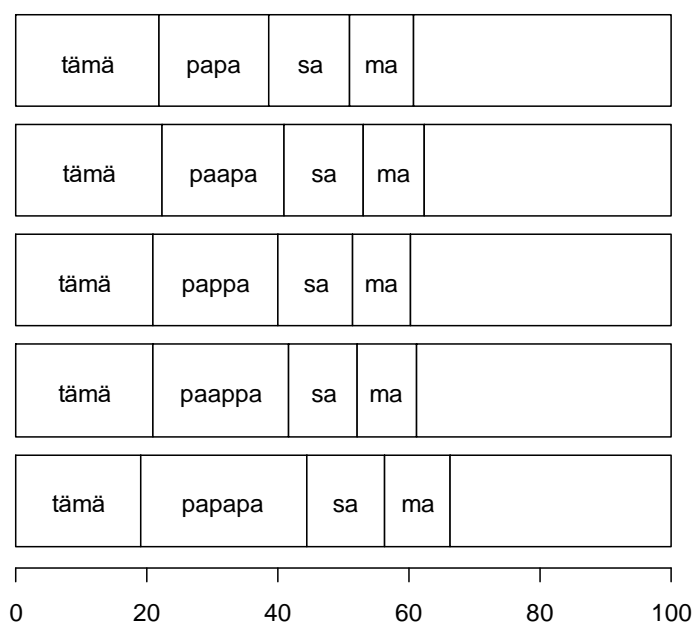 tämä papa sa ma
tämä paapa sa ma
tämä pappa sa ma
tämä paappa sa ma
tämä papapa sa ma
0 20 40 60 80 100